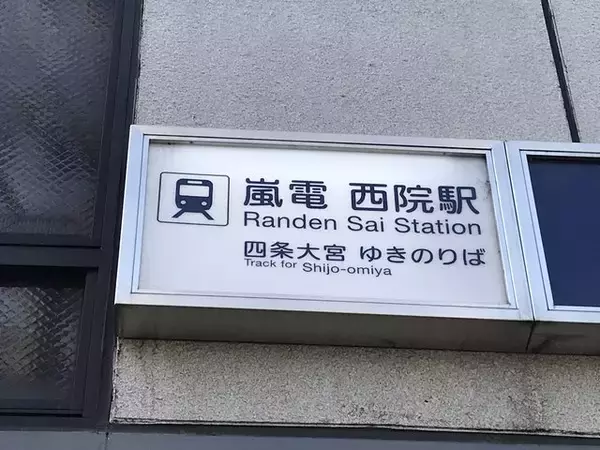 嵐電 西院駅
Randen Sai Station
四条大宮 ゆきのりば
Track for Shijo-omiya